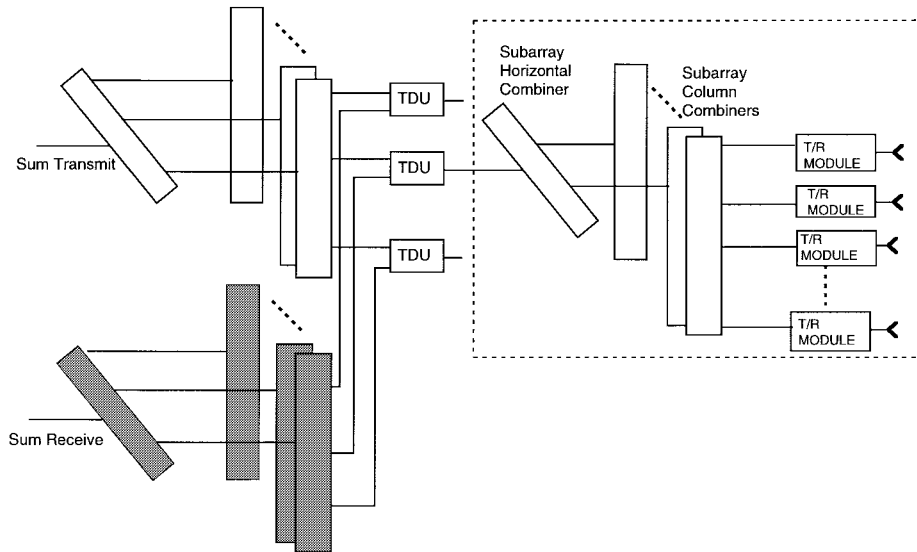 Sum Transmit
TDU
TDU
TDU
Subarray
Horizontal
Combiner
Subarray
Column
Combiners
T/R
MODULE
T/R
MODULE
T/R
MODULE
T/R
MODULE
Sum Receive